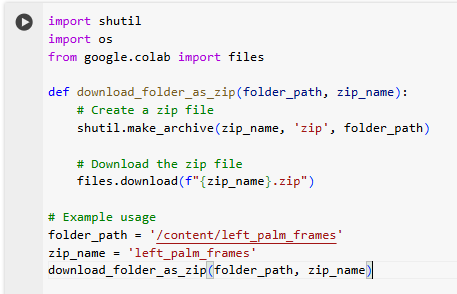 import shutil
import os
from google.colab import files

def download_folder_as_zip(folder_path, zip_name):
    # Create a zip file
    shutil.make_archive(zip_name, 'zip', folder_path)

    # Download the zip file
    files.download(f"{zip_name}.zip")

# Example usage
folder_path = '/content/left_palm_frames'
zip_name = 'left_palm_frames'
download_folder_as_zip(folder_path, zip_name)